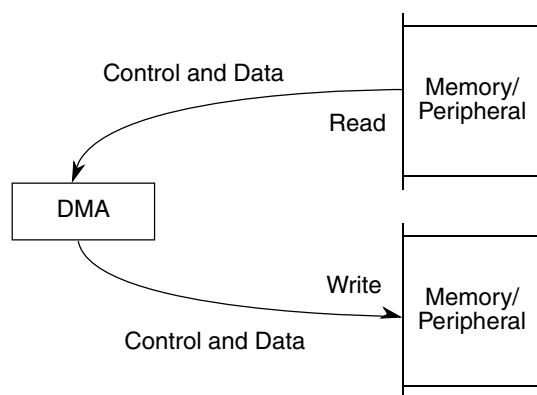 Control and Data
Memory/
Peripheral
Read
DMA
Write
Memory/
Peripheral
Control and Data